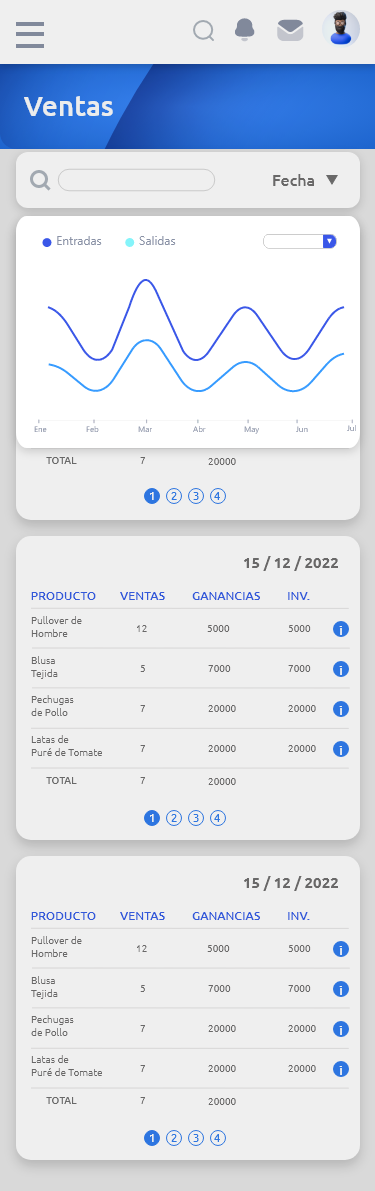 Ventas
Fecha
Entradas Salidas
Ene Feb Mar Abr May Jun Jul
TOTAL 7 20000
1 2 3 4
15 / 12 / 2022
PRODUCTO VENTAS GANANCIAS INV.
Pullover de
Hombre 12 5000 5000 i
Blusa
Tejida 5 7000 7000 i
Pechugas
de Pollo 7 20000 20000 i
Latas de
Puré de Tomate 7 20000 20000 i
TOTAL 7 20000
1 2 3 4
15 / 12 / 2022
PRODUCTO VENTAS GANANCIAS INV.
Pullover de
Hombre 12 5000 5000 i
Blusa
Tejida 5 7000 7000 i
Pechugas
de Pollo 7 20000 20000 i
Latas de
Puré de Tomate 7 20000 20000 i
TOTAL 7 20000
1 2 3 4